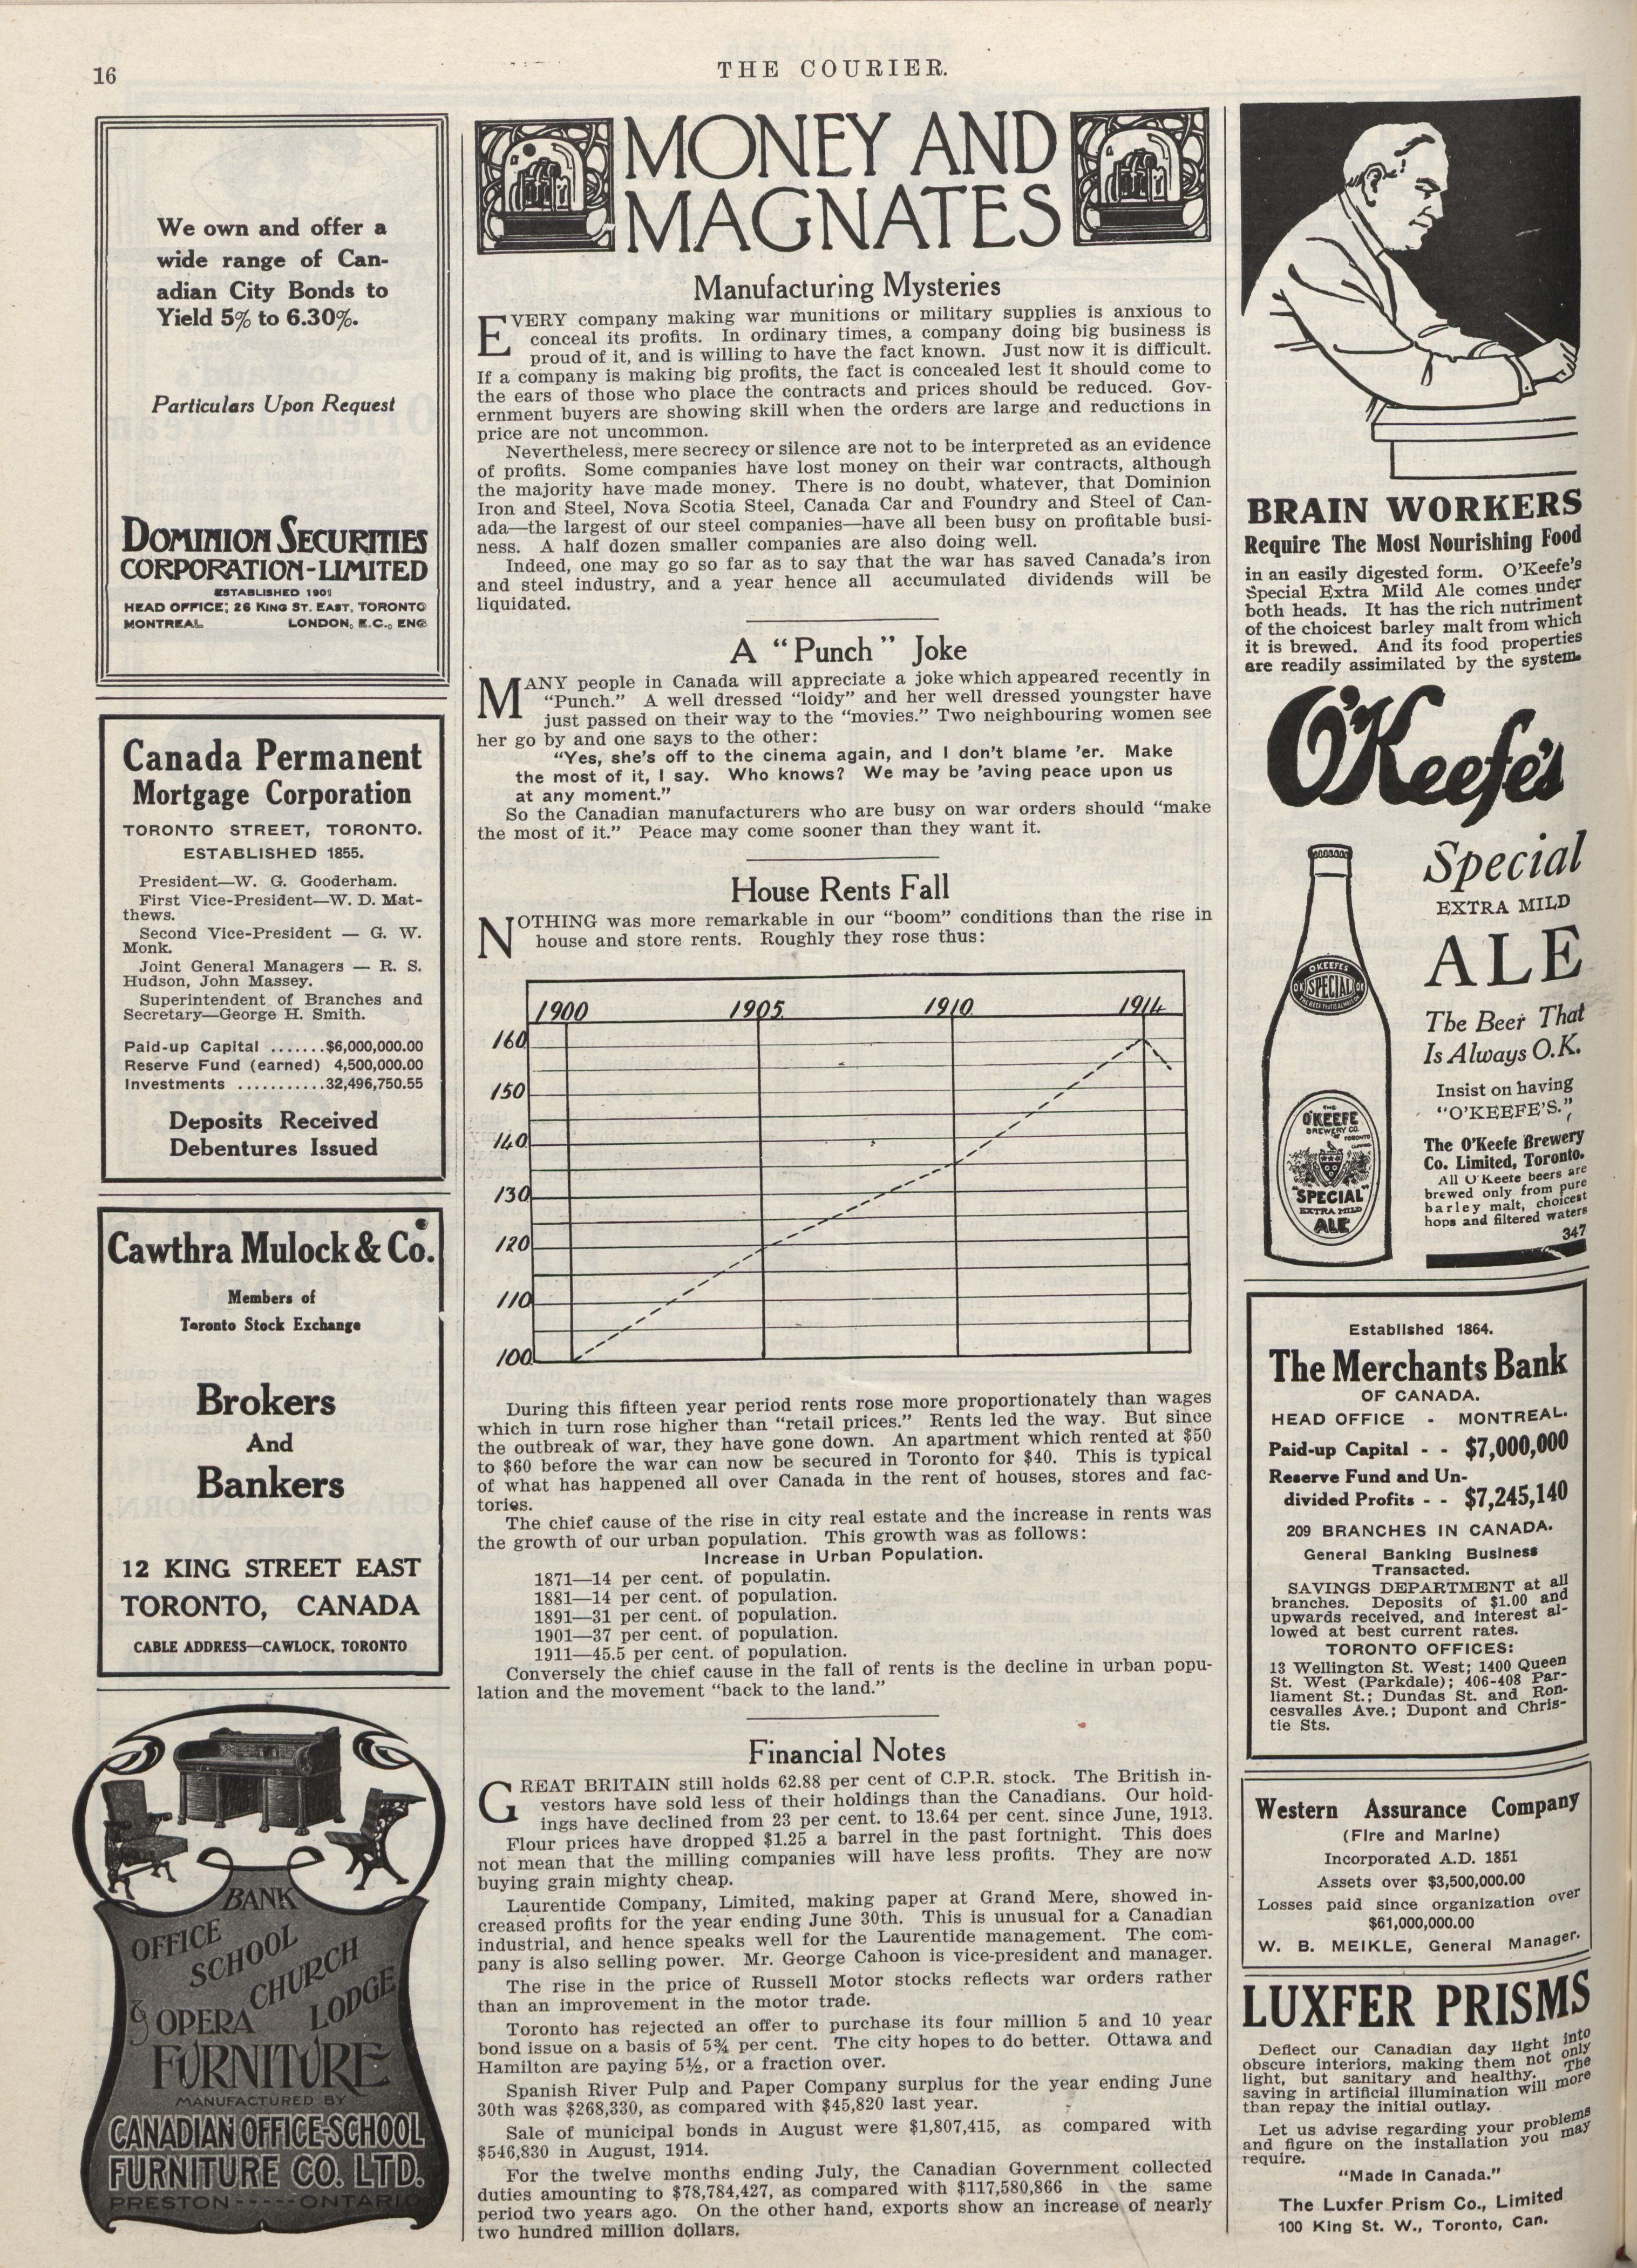 16
THE COURIER.
We own and offer a
wide range of Can-
adian City Bonds to
Yield 5% to 6.30%.
Particulars Upon Request
DOMINION SECURITIES
CORPORATION-LIMITED
ESTABLISHED 1901
HEAD OFFICE; 26 KING ST. EAST, TORONTO
MONTREAL LONDON, E.C., ENG
Canada Permanent
Mortgage Corporation
TORONTO STREET, TORONTO.
ESTABLISHED 1855.
President—W. G. Gooderham.
First Vice-President—W. D. Mat-
thews.
Second Vice-President — G. W.
Monk.
Joint General Managers — R. S.
Hudson, John Massey.
Superintendent of Branches and
Secretary—George H. Smith.
Paid-up Capital .......$6,000,000.00
Reserve Fund (earned) 4,500,000.00
Investments ...........32,496,750.55
Deposits Received
Debentures Issued
Cawthra Mulock & Co.
Members of
Toronto Stock Exchange
Brokers
And
Bankers
12 KING STREET EAST
TORONTO, CANADA
CABLE ADDRESS—CAWLOCK, TORONTO
BANK
OFFICE
SCHOOL
CHURCH
LODGE
& OPERA
FURNITURE
MANUFACTURED BY
CANADIAN OFFICE-SCHOOL
FURNITURE CO. LTD.
PRESTON-----ONTARIO
MONEY AND
MAGNATES
Manufacturing Mysteries
EVERY company making war munitions or military supplies is anxious to
conceal its profits. In ordinary times, a company doing big business is
proud of it, and is willing to have the fact known. Just now it is difficult.
If a company is making big profits, the fact is concealed lest it should come to
the ears of those who place the contracts and prices should be reduced. Gov-
ernment buyers are showing skill when the orders are large and reductions in
price are not uncommon.
Nevertheless, mere secrecy or silence are not to be interpreted as an evidence
of profits. Some companies have lost money on their war contracts, although
the majority have made money. There is no doubt, whatever, that Dominion
Iron and Steel, Nova Scotia Steel, Canada Car and Foundry and Steel of Can-
ada—the largest of our steel companies—have all been busy on profitable busi-
ness. A half dozen smaller companies are also doing well.
Indeed, one may go so far as to say that the war has saved Canada's iron
and steel industry, and a year hence all accumulated dividends will be
liquidated.
A "Punch" Joke
MANY people in Canada will appreciate a joke which appeared recently in
"Punch." A well dressed "loidy" and her well dressed youngster have
just passed on their way to the "movies." Two neighbouring women see
her go by and one says to the other:
"Yes, she's off to the cinema again, and I don't blame 'er. Make
the most of it, I say. Who knows? We may be 'aving peace upon us
at any moment."
So the Canadian manufacturers who are busy on war orders should "make
the most of it." Peace may come sooner than they want it.
House Rents Fall
NOTHING was more remarkable in our "boom" conditions than the rise in
house and store rents. Roughly they rose thus:
1900 1905 1910 1914
160
150
140
130
120
110
100
During this fifteen year period rents rose more proportionately than wages
which in turn rose higher than "retail prices." Rents led the way. But since
the outbreak of war, they have gone down. An apartment which rented at $50
to $60 before the war can now be secured in Toronto for $40. This is typical
of what has happened all over Canada in the rent of houses, stores and fac-
tories.
The chief cause of the rise in city real estate and the increase in rents was
the growth of our urban population. This growth was as follows:
Increase in Urban Population.
1871—14 per cent. of populatin.
1881—14 per cent. of population.
1891—31 per cent. of population.
1901—37 per cent. of population.
1911—45.5 per cent. of population.
Conversely the chief cause in the fall of rents is the decline in urban popu-
lation and the movement "back to the land."
Financial Notes
GREAT BRITAIN still holds 62.88 per cent of C.P.R. stock. The British in-
vestors have sold less of their holdings than the Canadians. Our hold-
ings have declined from 23 per cent. to 13.64 per cent. since June, 1913.
Flour prices have dropped $1.25 a barrel in the past fortnight. This does
not mean that the milling companies will have less profits. They are now
buying grain mighty cheap.
Laurentide Company, Limited, making paper at Grand Mere, showed in-
creased profits for the year ending June 30th. This is unusual for a Canadian
industrial, and hence speaks well for the Laurentide management. The com-
pany is also selling power. Mr. George Cahoon is vice-president and manager.
The rise in the price of Russell Motor stocks reflects war orders rather
than an improvement in the motor trade.
Toronto has rejected an offer to purchase its four million 5 and 10 year
bond issue on a basis of 5¾ per cent. The city hopes to do better. Ottawa and
Hamilton are paying 5½, or a fraction over.
Spanish River Pulp and Paper Company surplus for the year ending June
30th was $268,330, as compared with $45,820 last year.
Sale of municipal bonds in August were $1,807,415, as compared with
$546,830 in August, 1914.
For the twelve months ending July, the Canadian Government collected
duties amounting to $78,784,427, as compared with $117,580,866 in the same
period two years ago. On the other hand, exports show an increase of nearly
two hundred million dollars.
BRAIN WORKERS
Require The Most Nourishing Food
in an easily digested form. O'Keefe's
Special Extra Mild Ale comes under
both heads. It has the rich nutriment
of the choicest barley malt from which
it is brewed. And its food properties
are readily assimilated by the system.
O'Keefe's
Special
EXTRA MILD
ALE
The Beer That
Is Always O.K.
Insist on having
"O'KEEFE'S."
The O'Keefe Brewery
Co. Limited, Toronto.
All O'Keefe beers are
brewed only from pure
barley malt, choicest
hops and filtered waters
347
O'KEEFE'S
OK SPECIAL OK
THE BEER THAT IS ALWAYS O.K.
THE
O'KEEFE
BREWERY CO.
OF TORONTO
LIMITED
"SPECIAL"
EXTRA MILD
ALE
Established 1864.
The Merchants Bank
OF CANADA.
HEAD OFFICE - MONTREAL.
Paid-up Capital - - $7,000,000
Reserve Fund and Un-
divided Profits - - $7,245,140
209 BRANCHES IN CANADA.
General Banking Business
Transacted.
SAVINGS DEPARTMENT at all
branches. Deposits of $1.00 and
upwards received, and interest al-
lowed at best current rates.
TORONTO OFFICES:
13 Wellington St. West; 1400 Queen
St. West (Parkdale); 406-408 Par-
liament St.; Dundas St. and Ron-
cesvalles Ave.; Dupont and Chris-
tie Sts.
Western Assurance Company
(Fire and Marine)
Incorporated A.D. 1851
Assets over $3,500,000.00
Losses paid since organization over
$61,000,000.00
W. B. MEIKLE, General Manager.
LUXFER PRISMS
Deflect our Canadian day light into
obscure interiors, making them not only
light, but sanitary and healthy. The
saving in artificial illumination will more
than repay the initial outlay.
Let us advise regarding your problems
and figure on the installation you may
require.
"Made In Canada."
The Luxfer Prism Co., Limited
100 King St. W., Toronto, Can.